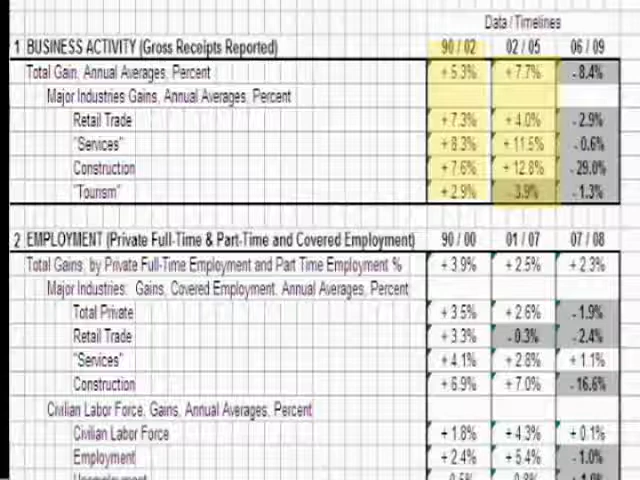 Data / Timelines
1 BUSINESS ACTIVITY (Gross Receipts Reported) 90 / 02 02 / 05 06 / 09
Total Gain, Annual Averages, Percent + 5.3% + 7.7% - 8.4%
Major Industries Gains, Annual Averages, Percent
Retail Trade + 7.3% + 4.0% - 2.9%
"Services" + 8.3% + 11.5% - 0.6%
Construction + 7.6% + 12.8% - 29.0%
"Tourism" + 2.9% - 3.9% - 1.3%
2 EMPLOYMENT (Private Full-Time & Part-Time and Covered Employment) 90 / 00 01 / 07 07 / 08
Total Gains, by Private Full-Time Employment and Part Time Employment % + 3.9% + 2.5% + 2.3%
Major Industries: Gains, Covered Employment, Annual Averages, Percent
Total Private + 3.5% + 2.6% - 1.9%
Retail Trade + 3.3% - 0.3% - 2.4%
"Services" + 4.1% + 2.8% + 1.1%
Construction + 6.9% + 7.0% - 16.6%
Civilian Labor Force, Gains, Annual Averages, Percent
Civilian Labor Force + 1.8% + 4.3% + 0.1%
Employment + 2.4% + 5.4% - 1.0%
Unemployment